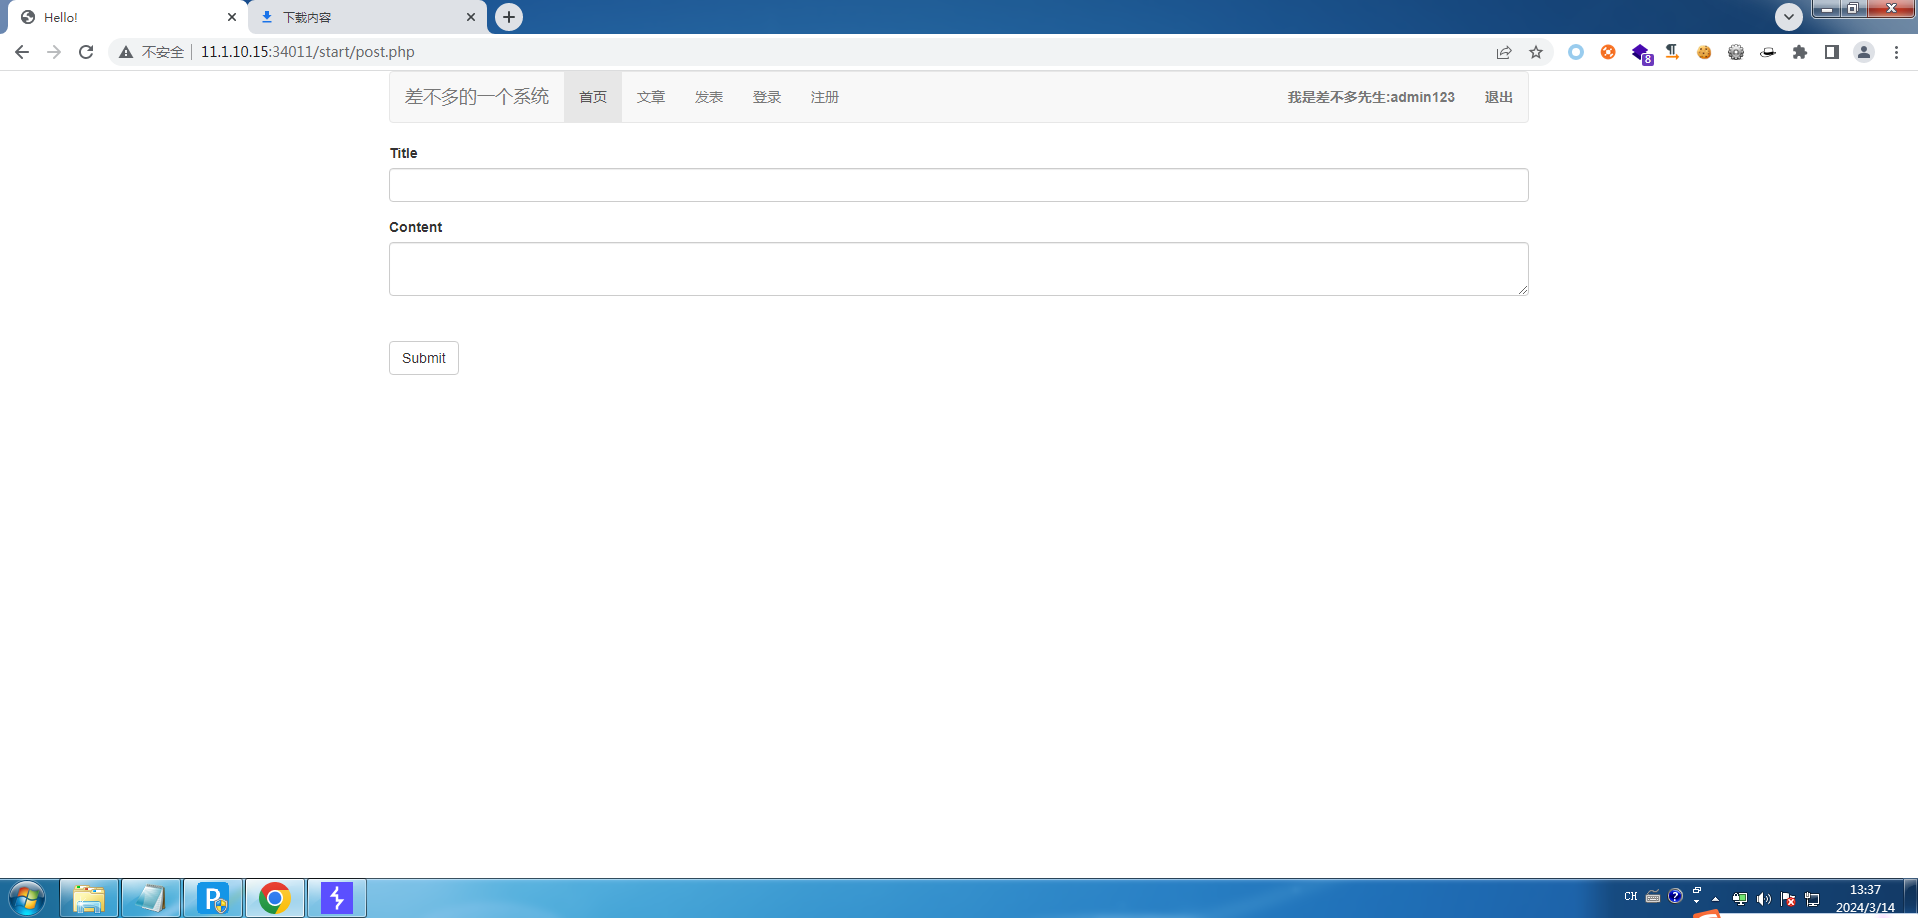 Hello!
下载内容
不安全 11.1.10.15:34011/start/post.php
8
差不多的一个系统 首页 文章 发表 登录 注册 我是差不多先生:admin123 退出
Title
Content
Submit
CH
13:37
2024/3/14